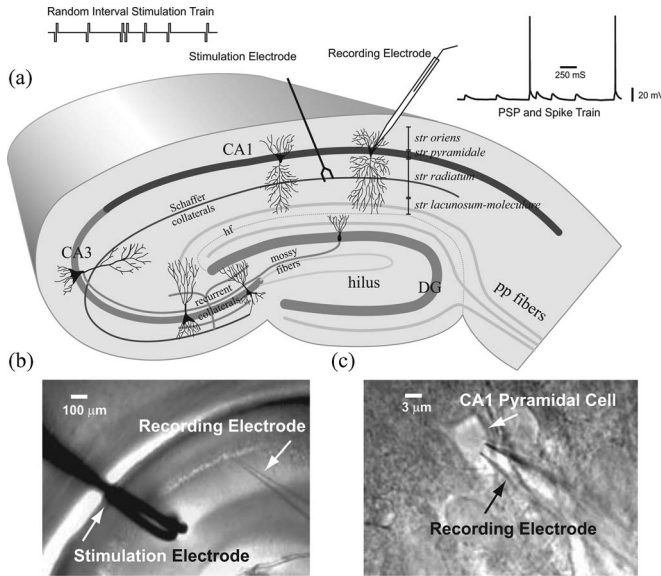 Random Interval Stimulation Train
Stimulation Electrode
Recording Electrode
250 mS
20 mV
PSP and Spike Train
(a)
CA1
str oriens
str pyramidale
str radiatum
str lacunosum-moleculare
Schaffer
collaterals
CA3
hf
mossy
fibers
recurrent
collaterals
hilus
DG
pp fibers
(b)
100 μm
Recording Electrode
Stimulation Electrode
(c)
3 μm
CA1 Pyramidal Cell
Recording Electrode